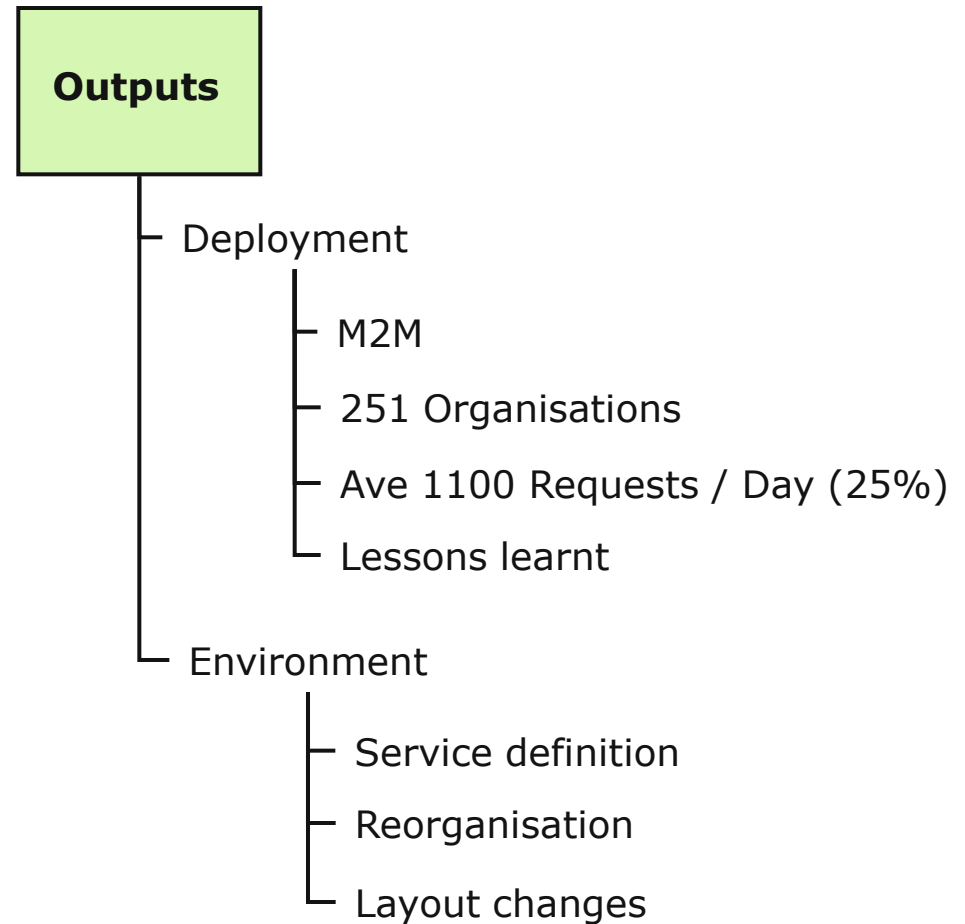 Outputs
Deployment
M2M
251 Organisations
Ave 1100 Requests / Day (25%)
Lessons learnt
Environment
Service definition
Reorganisation
Layout changes